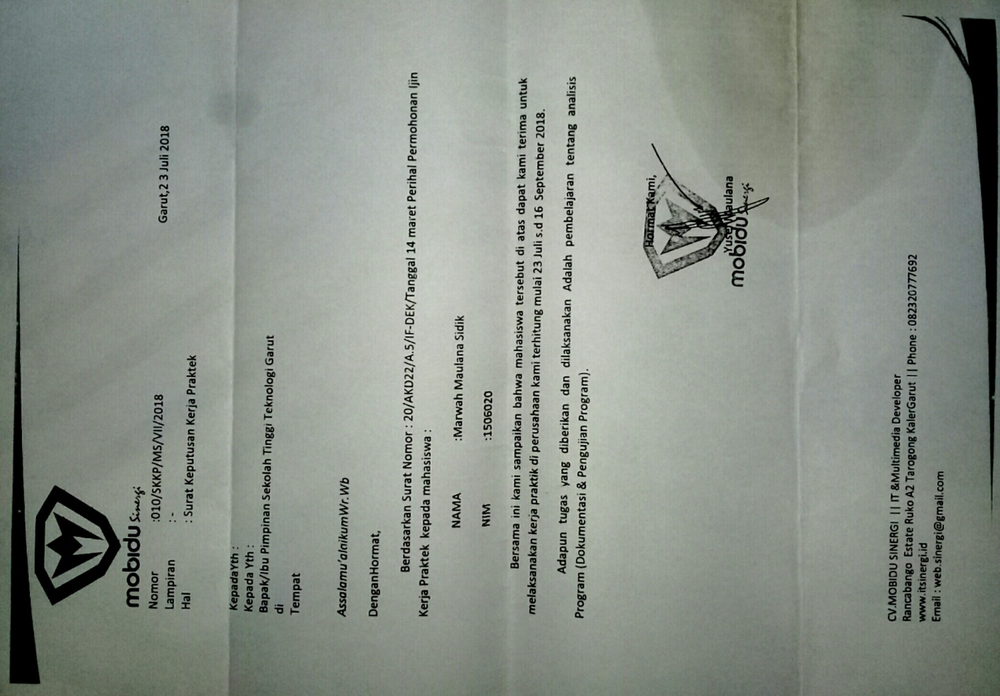 mobidu Sinergi
Nomor :010/SKKP/MS/VII/2018
Garut,2 3 Juli 2018
Lampiran : -
Hal : Surat Keputusan Kerja Praktek
KepadaYth :
Kepada Yth :
Bapak/Ibu Pimpinan Sekolah Tinggi Teknologi Garut
di
Tempat
Assalamu'alaikumWr.Wb
DenganHormat,
Berdasarkan Surat Nomor : 20/AKD22/A.5/IF-DEK/Tanggal 14 maret Perihal Permohonan Ijin
Kerja Praktek kepada mahasiswa :
NAMA :Marwah Maulana Sidik
NIM :1506020
Bersama ini kami sampaikan bahwa mahasiswa tersebut di atas dapat kami terima untuk
melaksanakan kerja praktik di perusahaan kami terhitung mulai 23 Juli s.d 16 September 2018.
Adapun tugas yang diberikan dan dilaksanakan Adalah pembelajaran tentang analisis
Program (Dokumentasi & Pengujian Program).
Hormat Kami,
Maulana
mobidu Sinergi
CV.MOBIDU SINERGI || IT &Multimedia Developer
Rancabango Estate Ruko A2 Tarogong KalerGarut || Phone : 082320777692
www.itsinergi.id
Email : web.sinergi@gmail.com